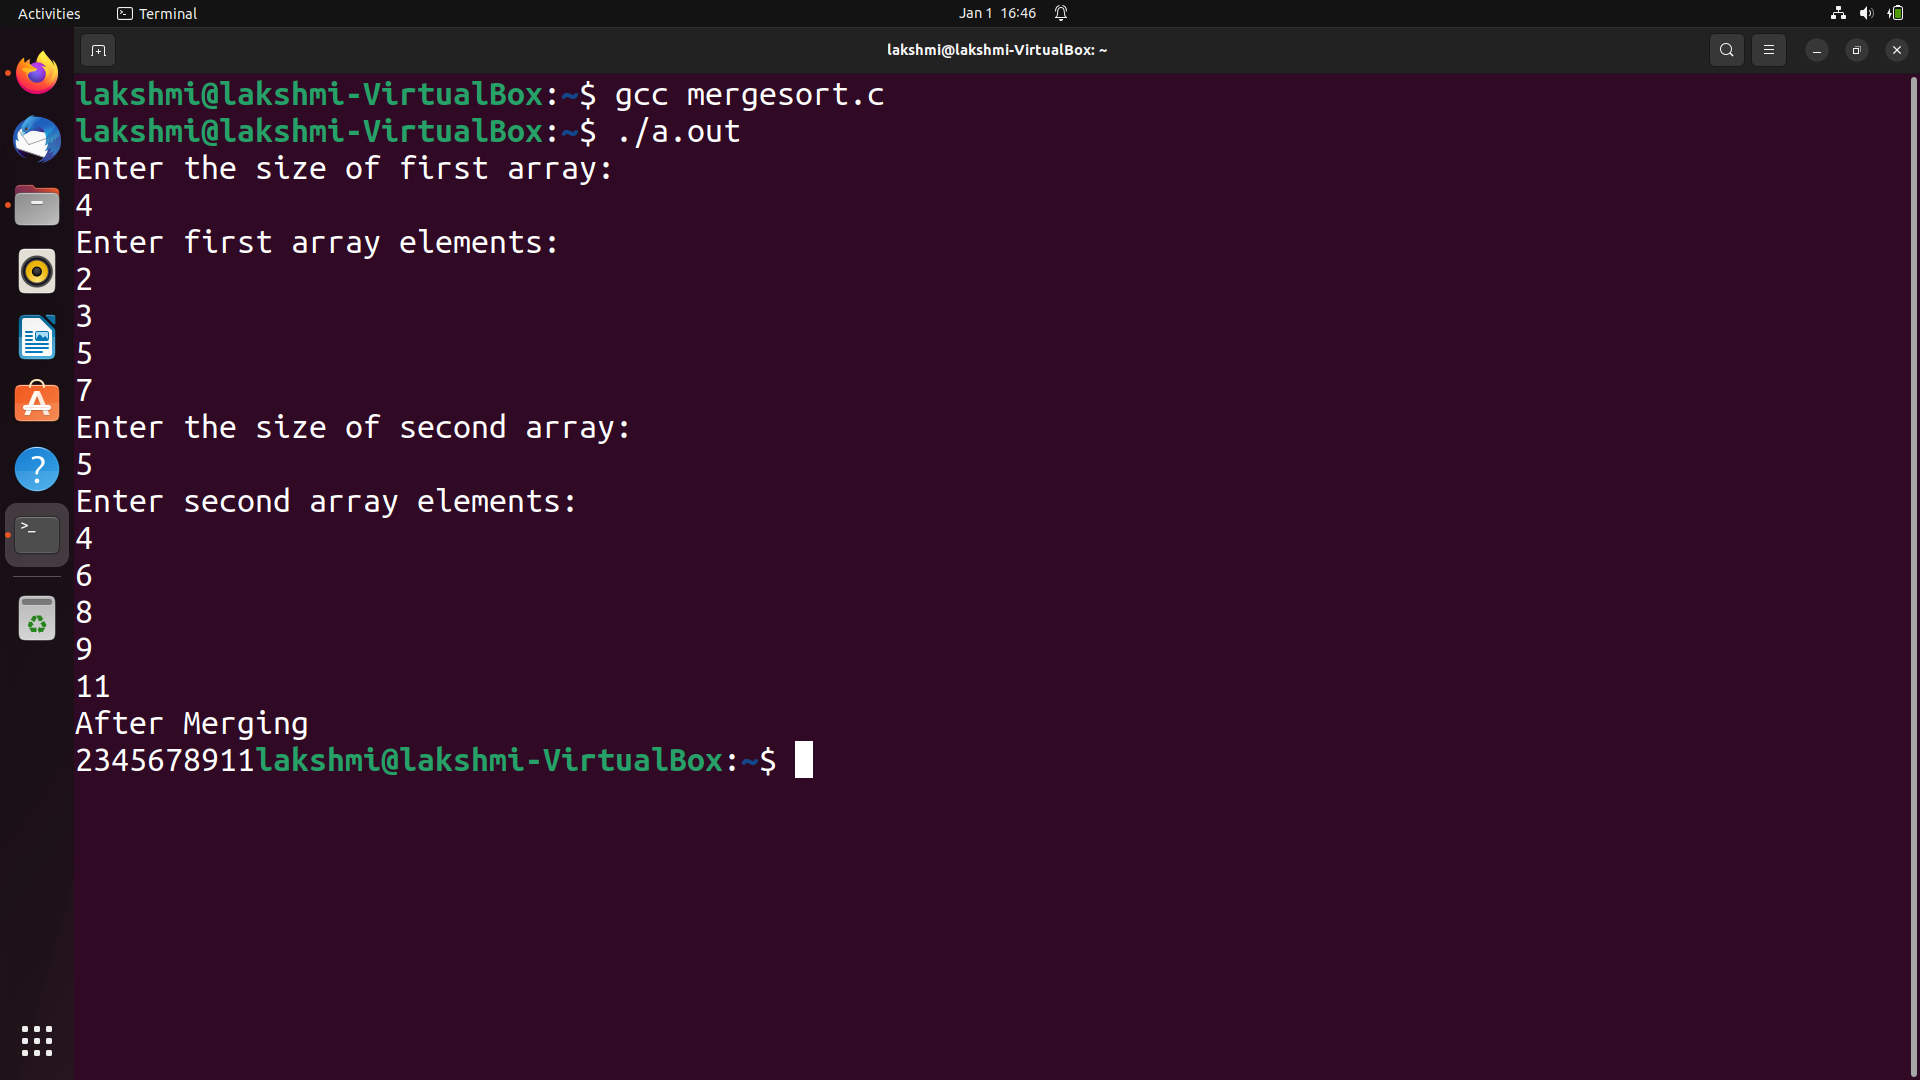 Activities Terminal Jan 1 16:46
lakshmi@lakshmi-VirtualBox: ~
lakshmi@lakshmi-VirtualBox:~$ gcc mergesort.c
lakshmi@lakshmi-VirtualBox:~$ ./a.out
Enter the size of first array:
4
Enter first array elements:
2
3
5
7
Enter the size of second array:
5
Enter second array elements:
4
6
8
9
11
After Merging
2345678911lakshmi@lakshmi-VirtualBox:~$